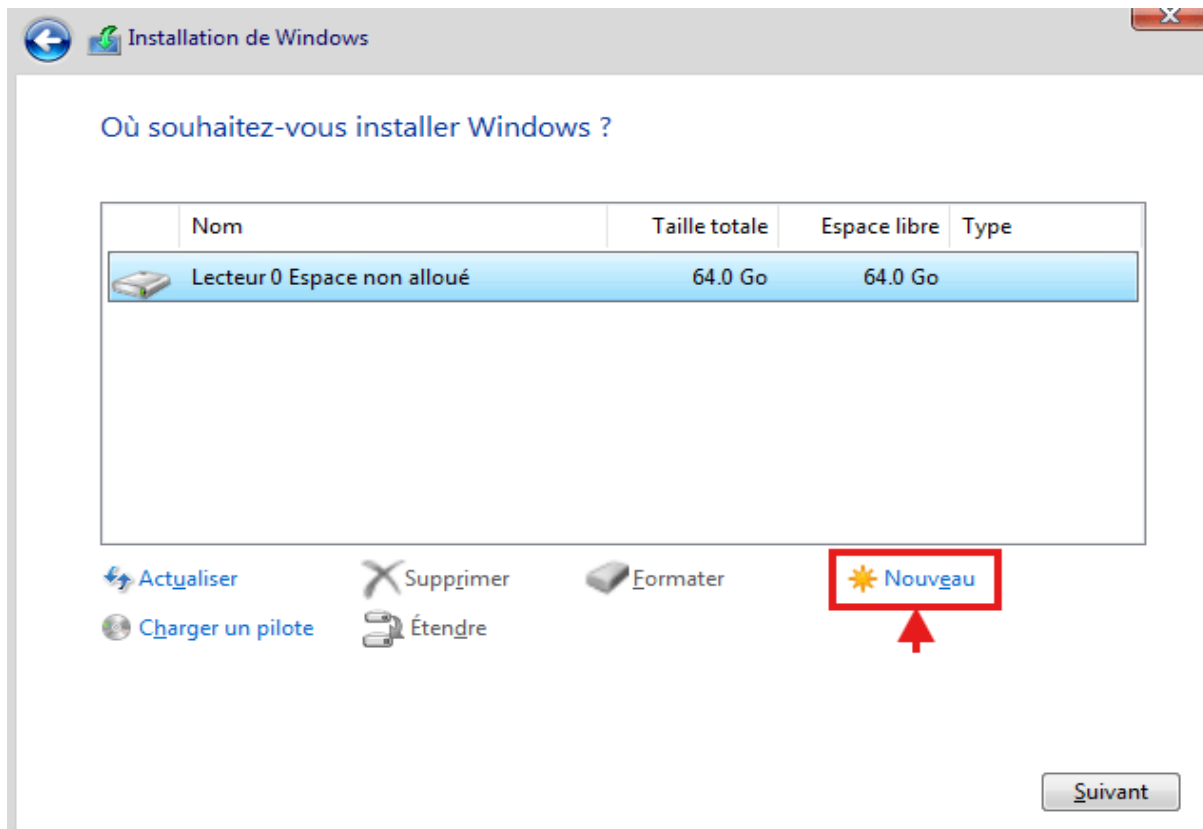 Installation de Windows
Où souhaitez-vous installer Windows ?
Nom Taille totale Espace libre Type
Lecteur 0 Espace non alloué 64.0 Go 64.0 Go
Actualiser Supprimer Formater Nouveau
Charger un pilote Étendre
Suivant